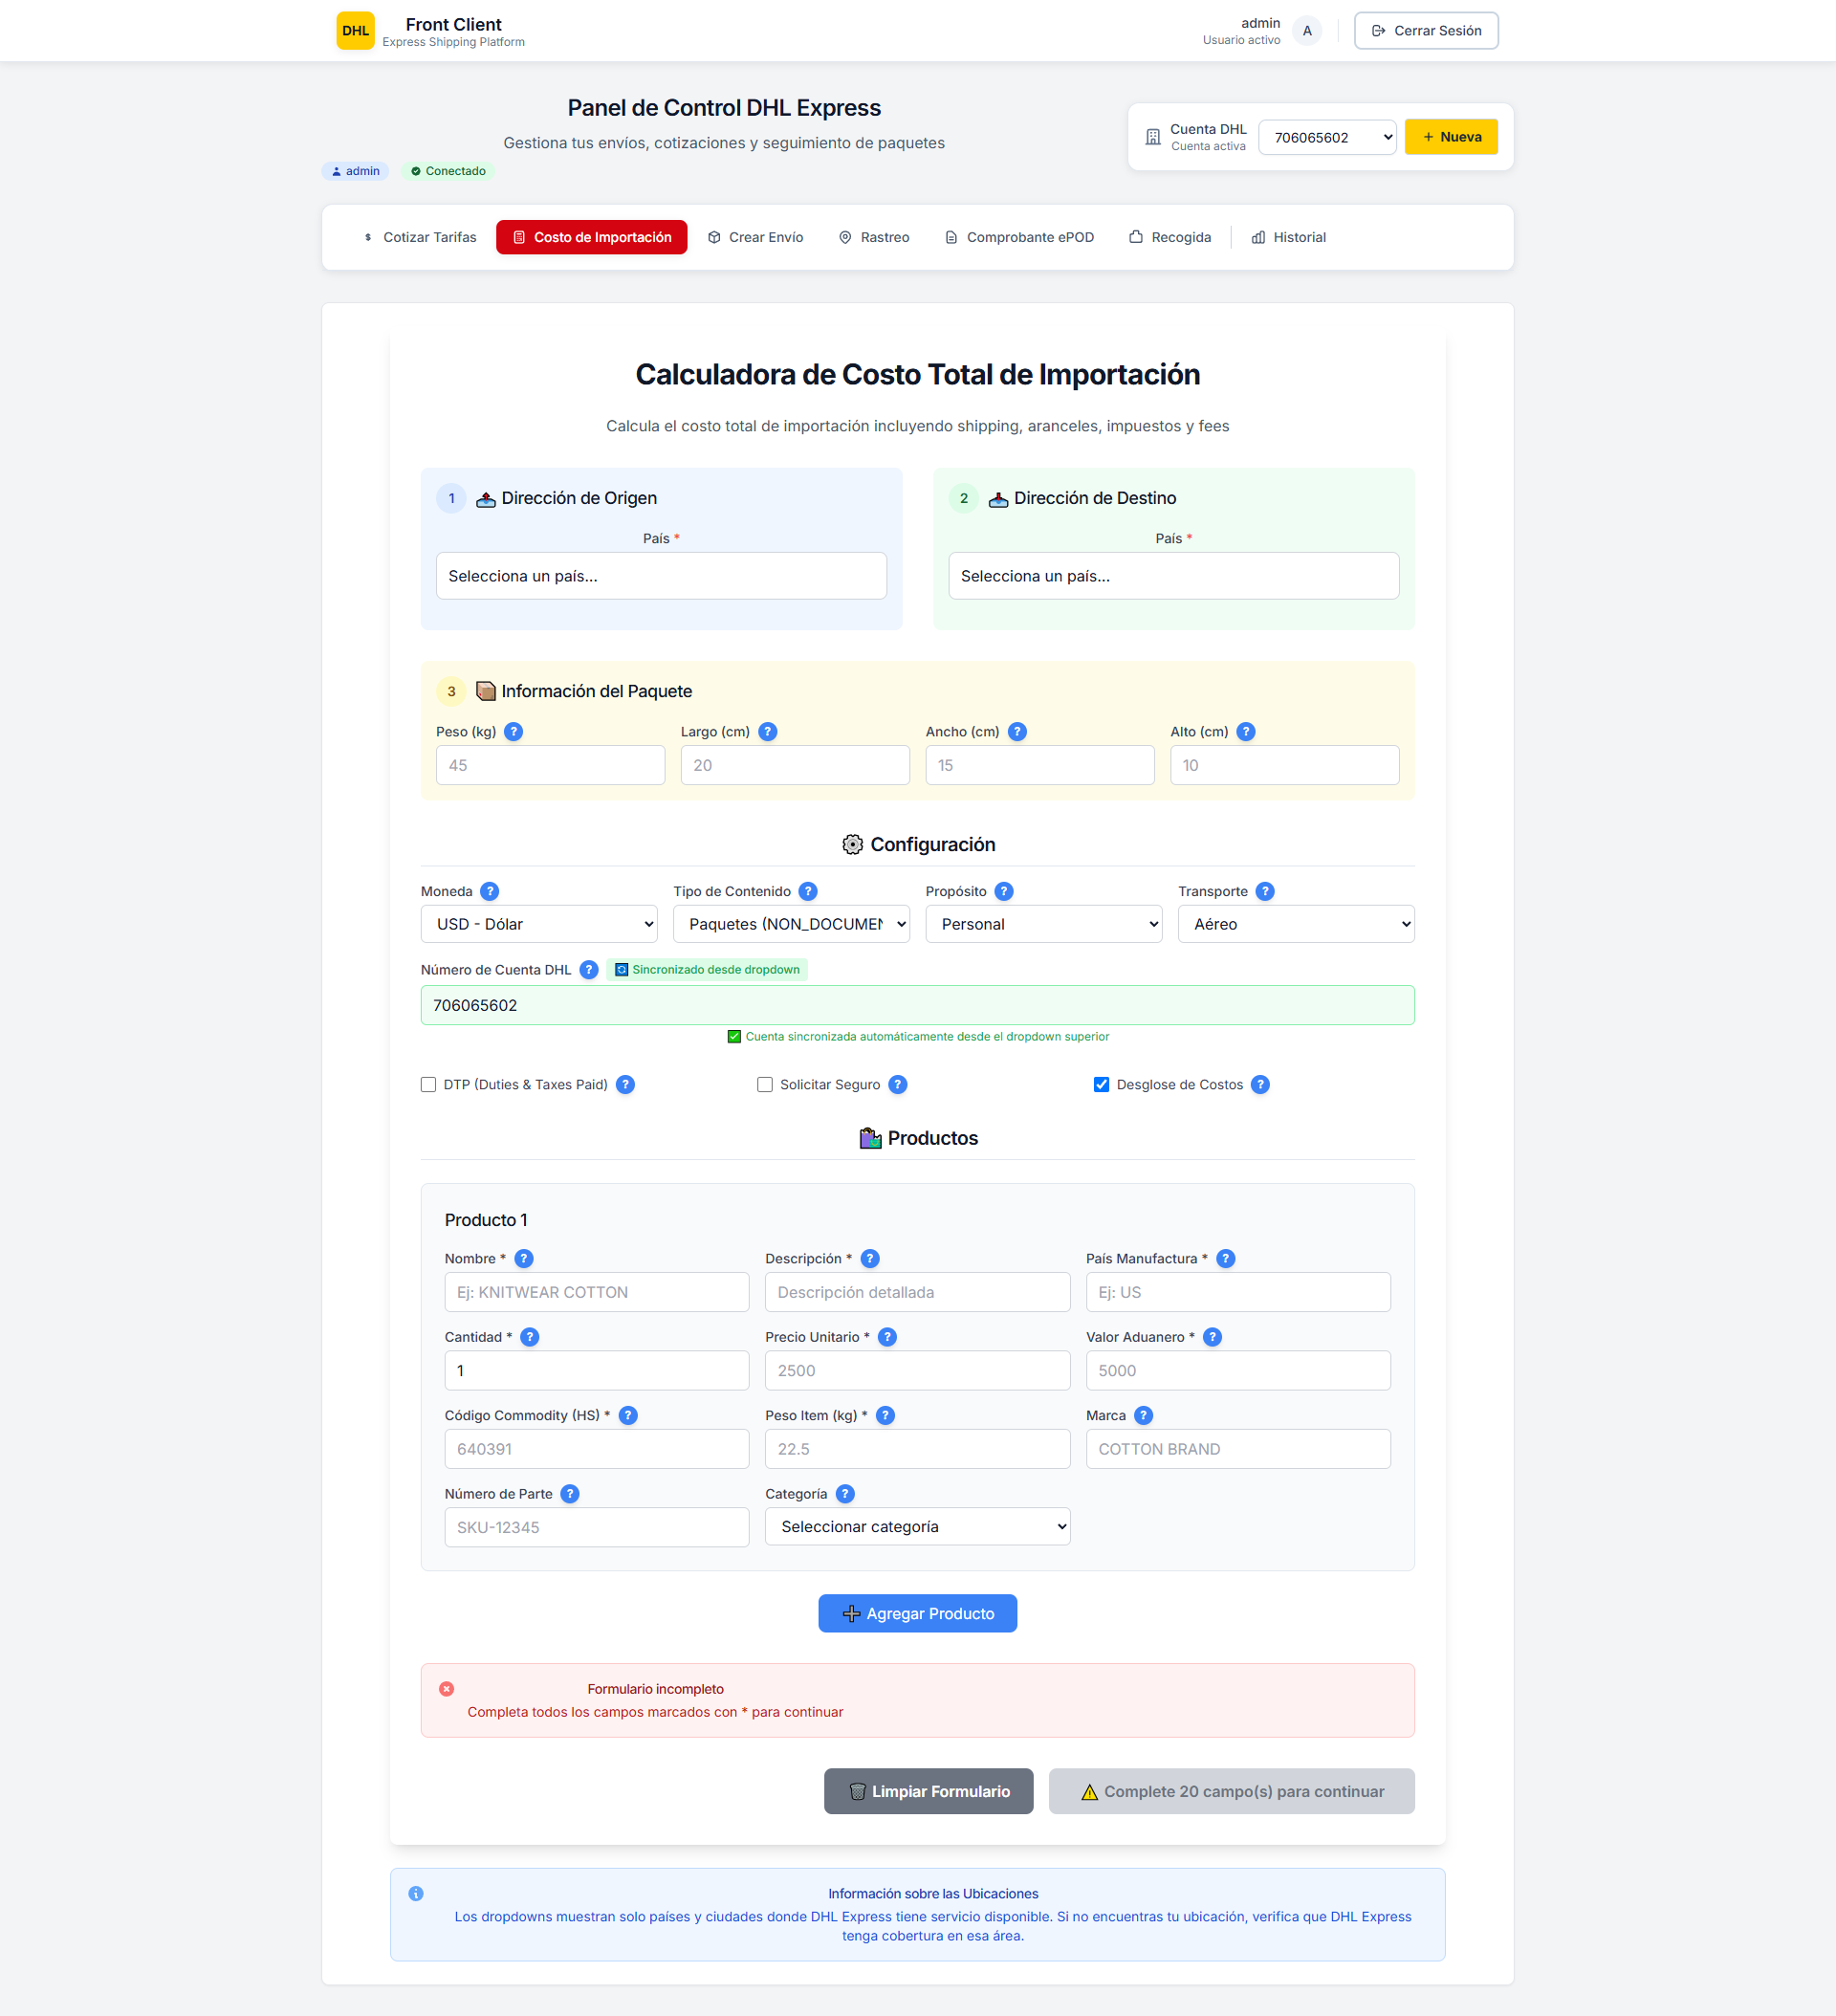 DHL
Front Client
Express Shipping Platform
admin
Usuario activo
A
Cerrar Sesión
Panel de Control DHL Express
Gestiona tus envíos, cotizaciones y seguimiento de paquetes
admin
Conectado
Cuenta DHL
Cuenta activa
706065602
+ Nueva
$ Cotizar Tarifas
Costo de Importación
Crear Envío
Rastreo
Comprobante ePOD
Recogida
Historial
Calculadora de Costo Total de Importación
Calcula el costo total de importación incluyendo shipping, aranceles, impuestos y fees
1 Dirección de Origen
País *
Selecciona un país...
2 Dirección de Destino
País *
Selecciona un país...
3 Información del Paquete
Peso (kg) ?
Largo (cm) ?
Ancho (cm) ?
Alto (cm) ?
45
20
15
10
Configuración
Moneda ?
Tipo de Contenido ?
Propósito ?
Transporte ?
USD - Dólar
Paquetes (NON_DOCUMEN
Personal
Aéreo
Número de Cuenta DHL ? Sincronizado desde dropdown
706065602
Cuenta sincronizada automáticamente desde el dropdown superior
DTP (Duties & Taxes Paid) ?
Solicitar Seguro ?
Desglose de Costos ?
Productos
Producto 1
Nombre * ?
Descripción * ?
País Manufactura * ?
Ej: KNITWEAR COTTON
Descripción detallada
Ej: US
Cantidad * ?
Precio Unitario * ?
Valor Aduanero * ?
1
2500
5000
Código Commodity (HS) * ?
Peso Item (kg) * ?
Marca ?
640391
22.5
COTTON BRAND
Número de Parte ?
Categoría ?
SKU-12345
Seleccionar categoría
Agregar Producto
Formulario incompleto
Completa todos los campos marcados con * para continuar
Limpiar Formulario
Complete 20 campo(s) para continuar
Información sobre las Ubicaciones
Los dropdowns muestran solo países y ciudades donde DHL Express tiene servicio disponible. Si no encuentras tu ubicación, verifica que DHL Express
tenga cobertura en esa área.